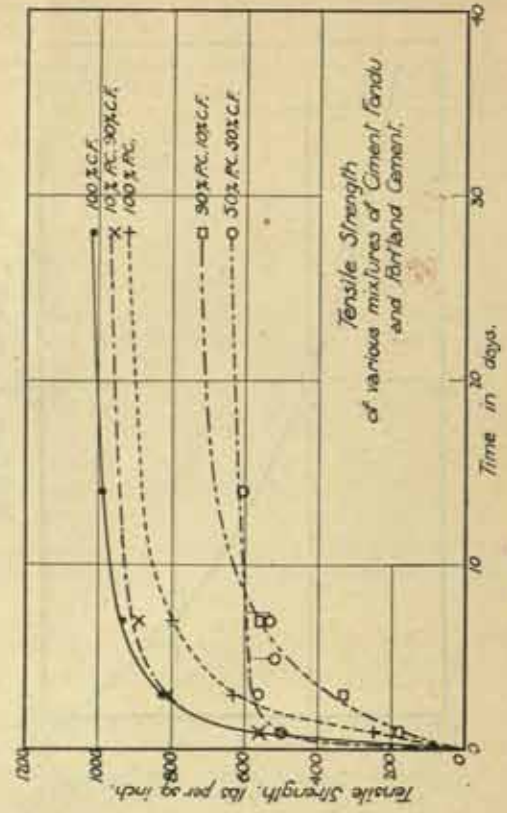 1200
1000
800
600
400
200
0
0
10
20
30
40
Tensile Strength. lbs per sq inch.
Time in days.
100% C.F.
10% P.C. 90% C.F.
100% P.C.
90% P.C. 10% C.F.
50% P.C. 50% C.F.
Tensile Strength
of various mixtures of Ciment Fondu
and Portland Cement.